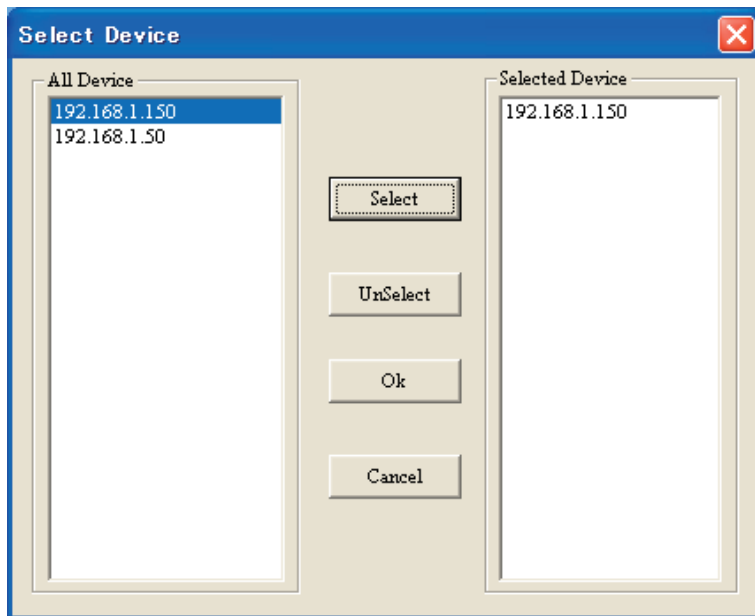 Select Device
All Device
192.168.1.150
192.168.1.50
Select
UnSelect
Ok
Cancel
Selected Device
192.168.1.150